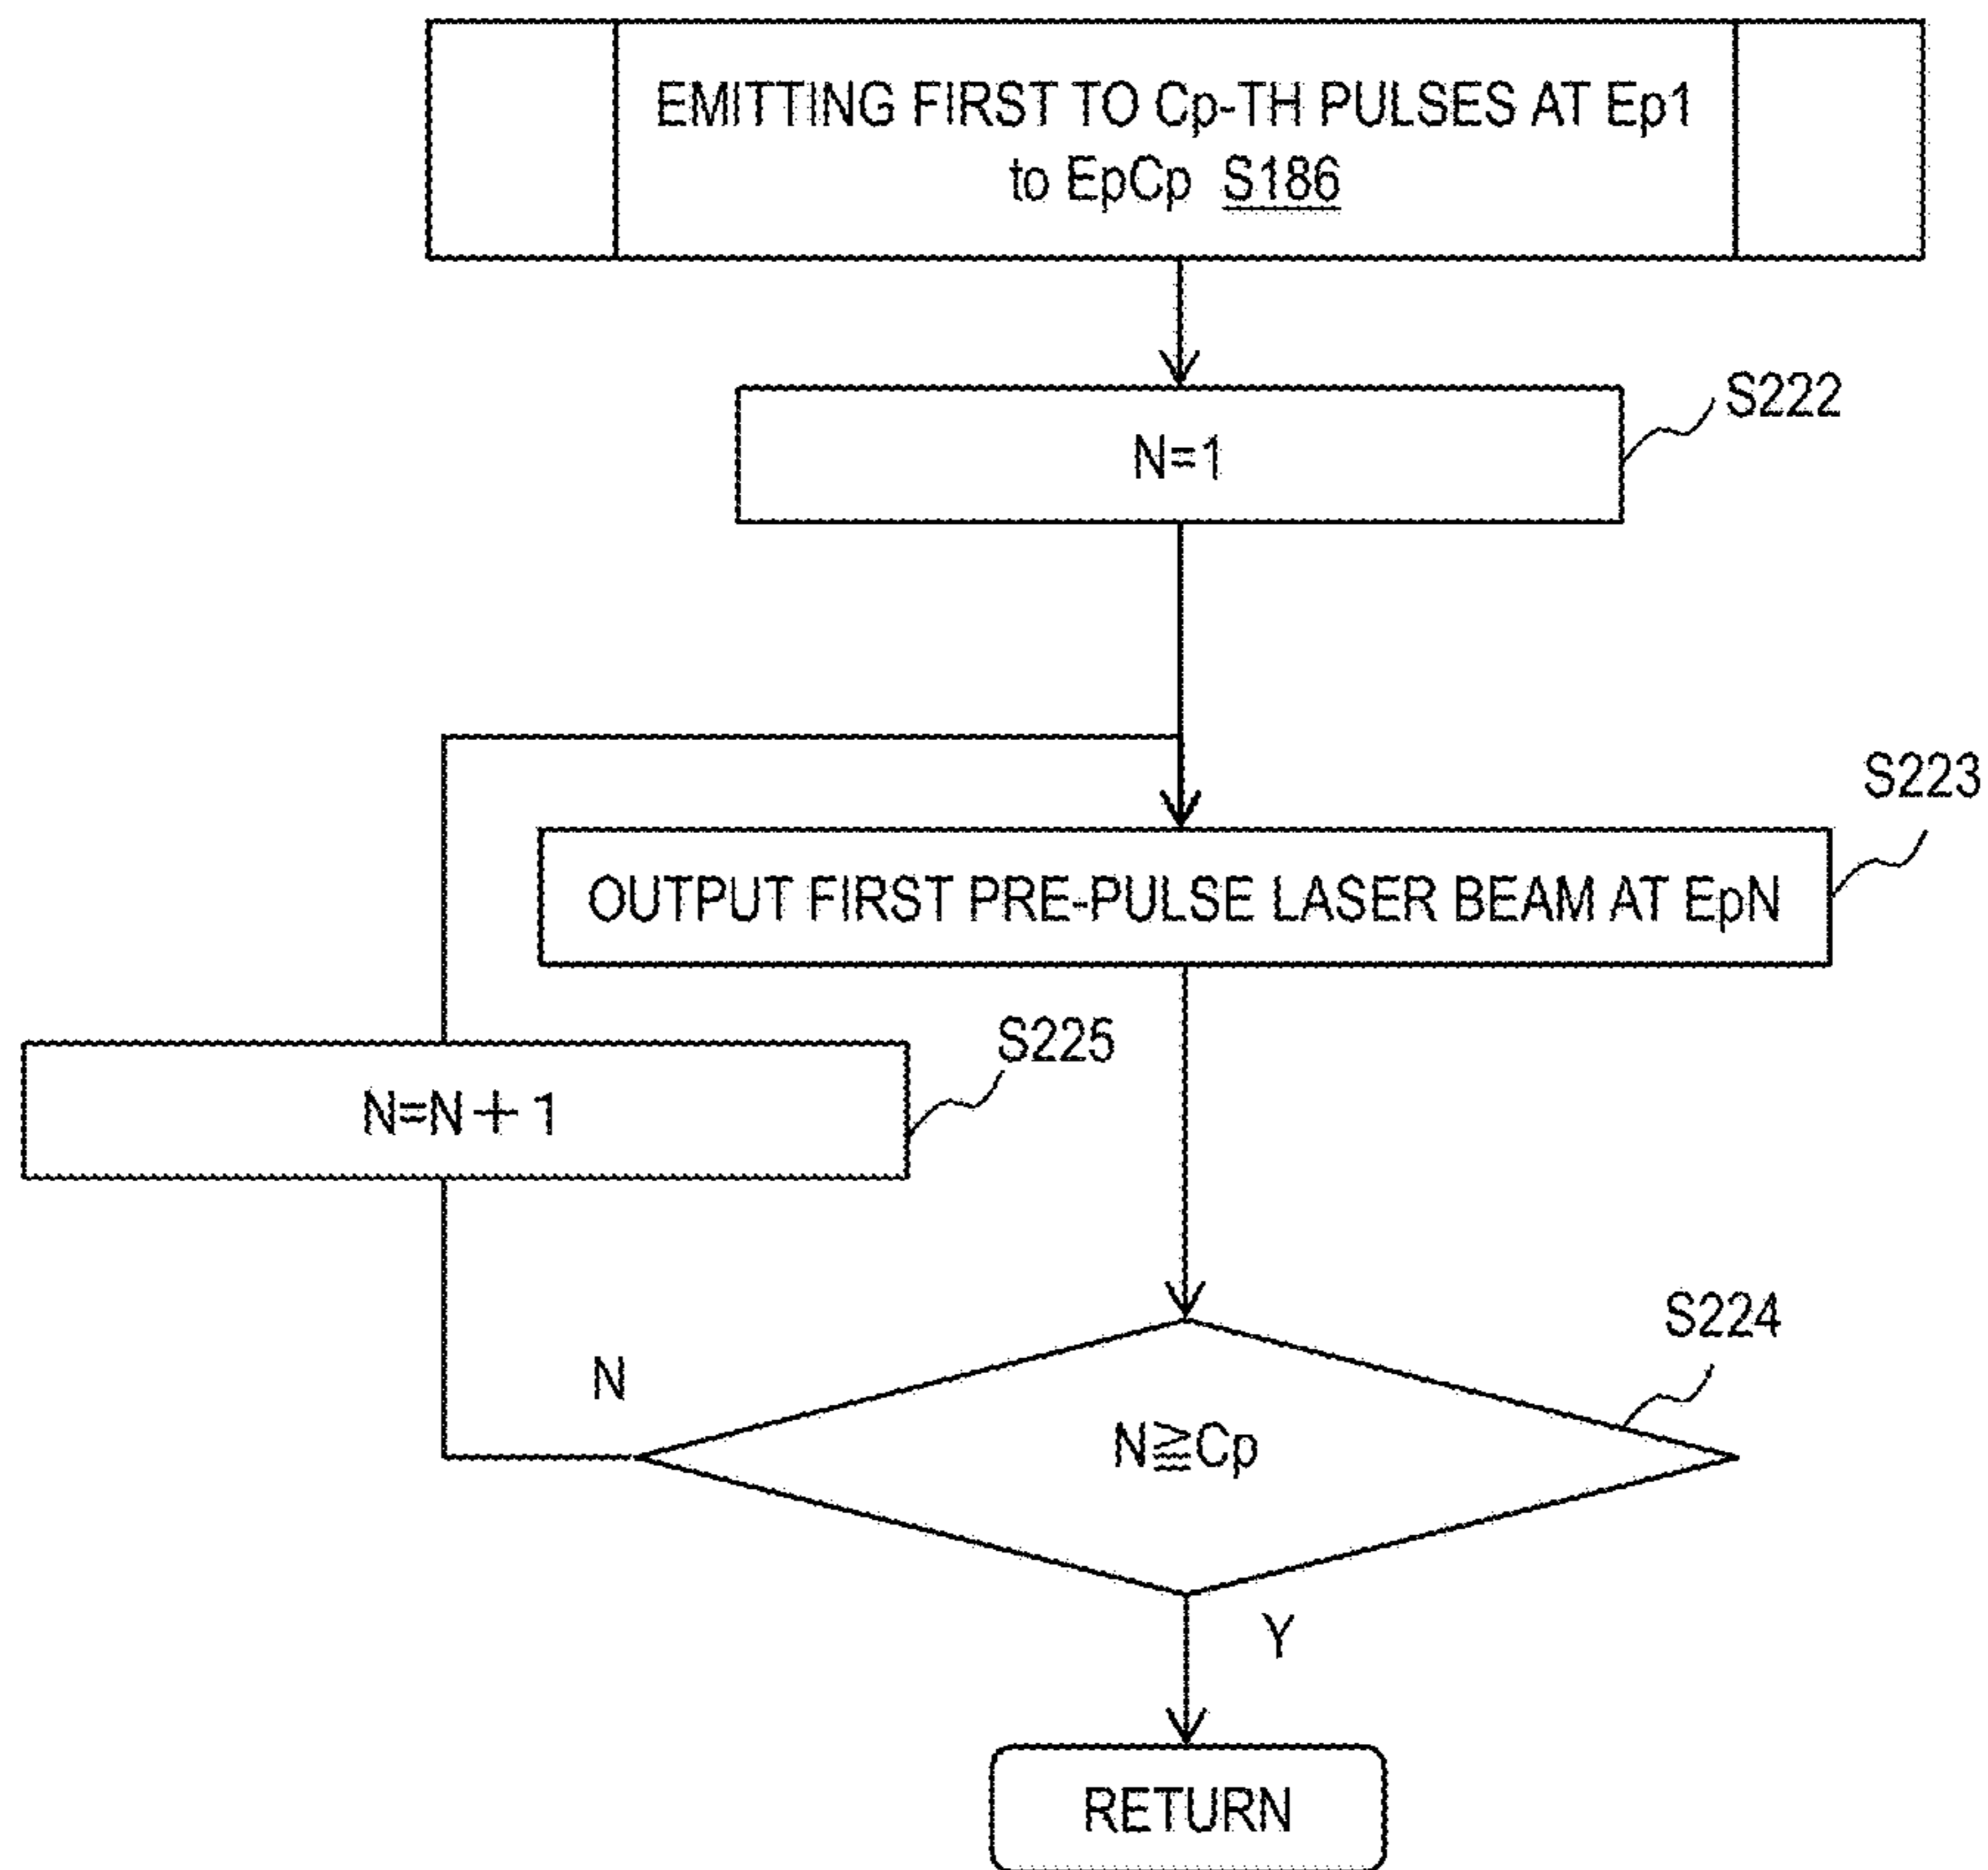 EMITTING FIRST TO Cp-TH PULSES AT Ep1
to EpCp S186
S222
N=1
S223
OUTPUT FIRST PRE-PULSE LASER BEAM AT EpN
S225
N=N+1
S224
N
N≧Cp
Y
RETURN